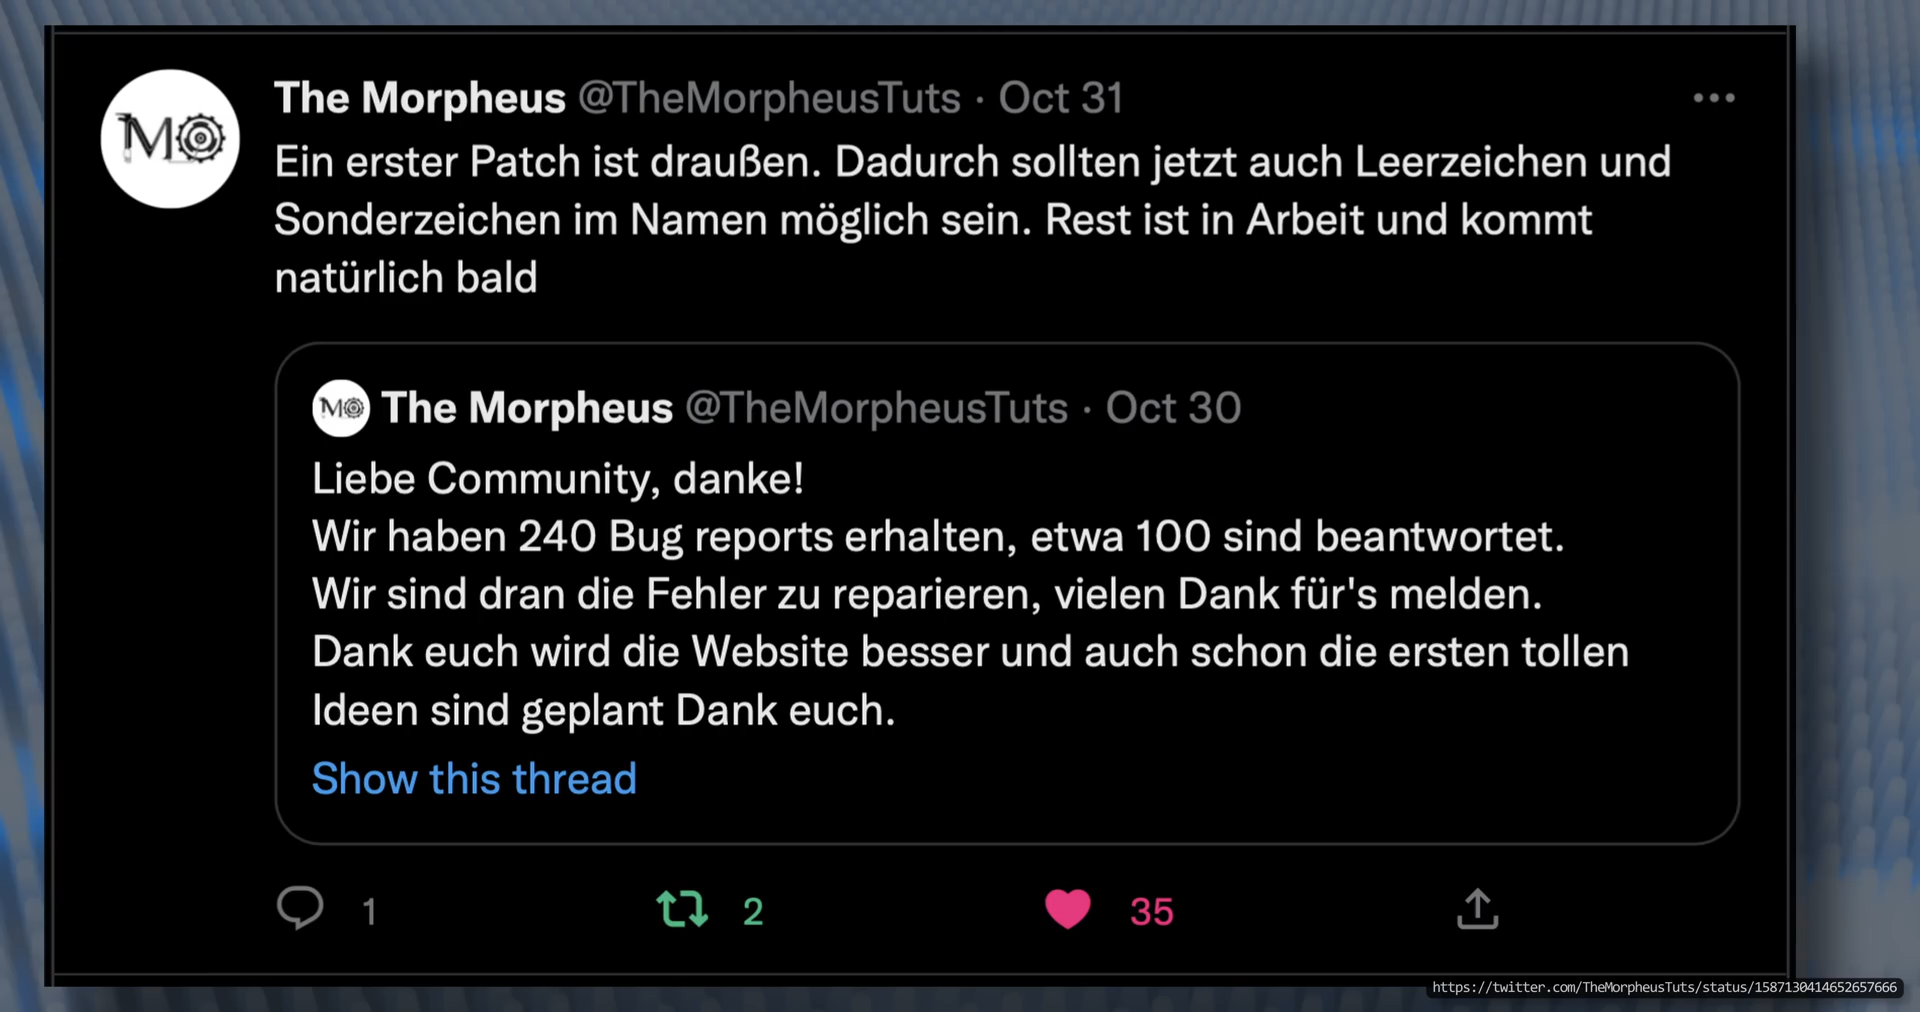 The Morpheus @TheMorpheusTuts · Oct 31
Ein erster Patch ist draußen. Dadurch sollten jetzt auch Leerzeichen und
Sonderzeichen im Namen möglich sein. Rest ist in Arbeit und kommt
natürlich bald
The Morpheus @TheMorpheusTuts · Oct 30
Liebe Community, danke!
Wir haben 240 Bug reports erhalten, etwa 100 sind beantwortet.
Wir sind dran die Fehler zu reparieren, vielen Dank für's melden.
Dank euch wird die Website besser und auch schon die ersten tollen
Ideen sind geplant Dank euch.
Show this thread
1 2 35
https://twitter.com/TheMorpheusTuts/status/1587130414652657666